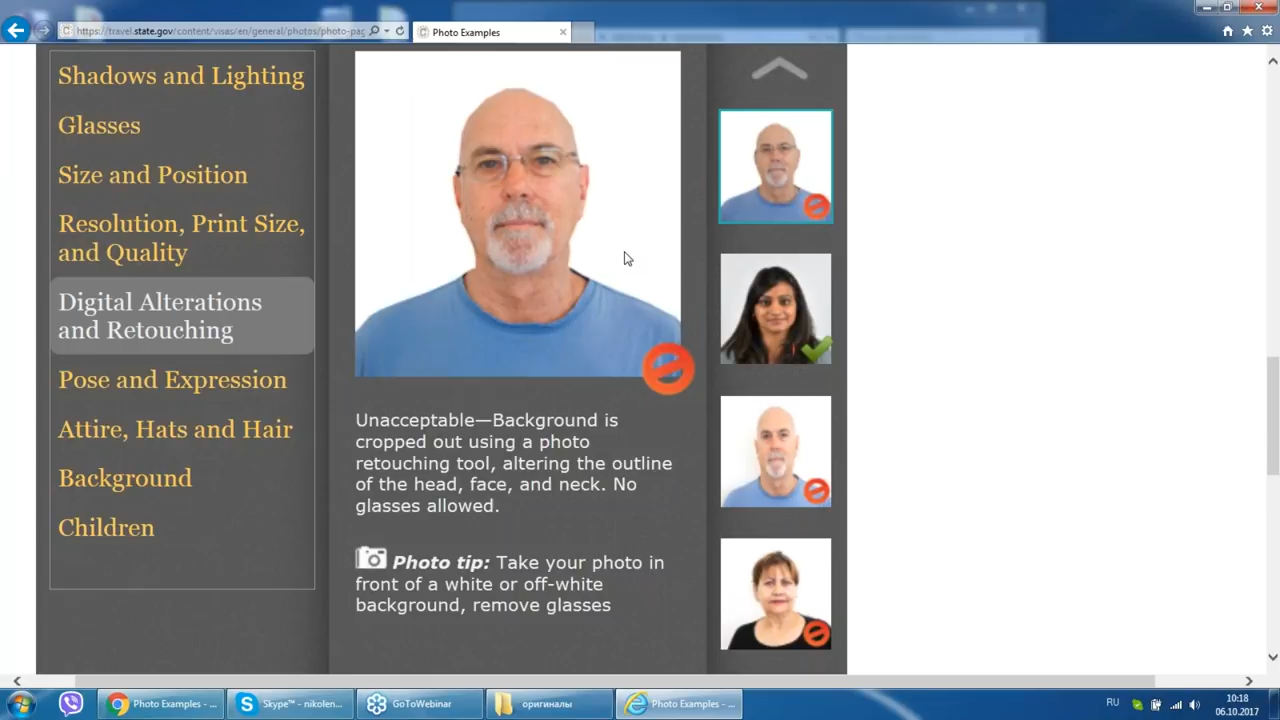 https://travel.state.gov/content/visas/en/general/photos/photo-pag
Photo Examples
Shadows and Lighting
Glasses
Size and Position
Resolution, Print Size,
and Quality
Digital Alterations
and Retouching
Pose and Expression
Attire, Hats and Hair
Background
Children
Unacceptable—Background is
cropped out using a photo
retouching tool, altering the outline
of the head, face, and neck. No
glasses allowed.
Photo tip: Take your photo in
front of a white or off-white
background, remove glasses
Photo Examples - ...
Skype™ - nikolen...
GoToWebinar
оригиналы
Photo Examples - ...
RU
10:18
06.10.2017